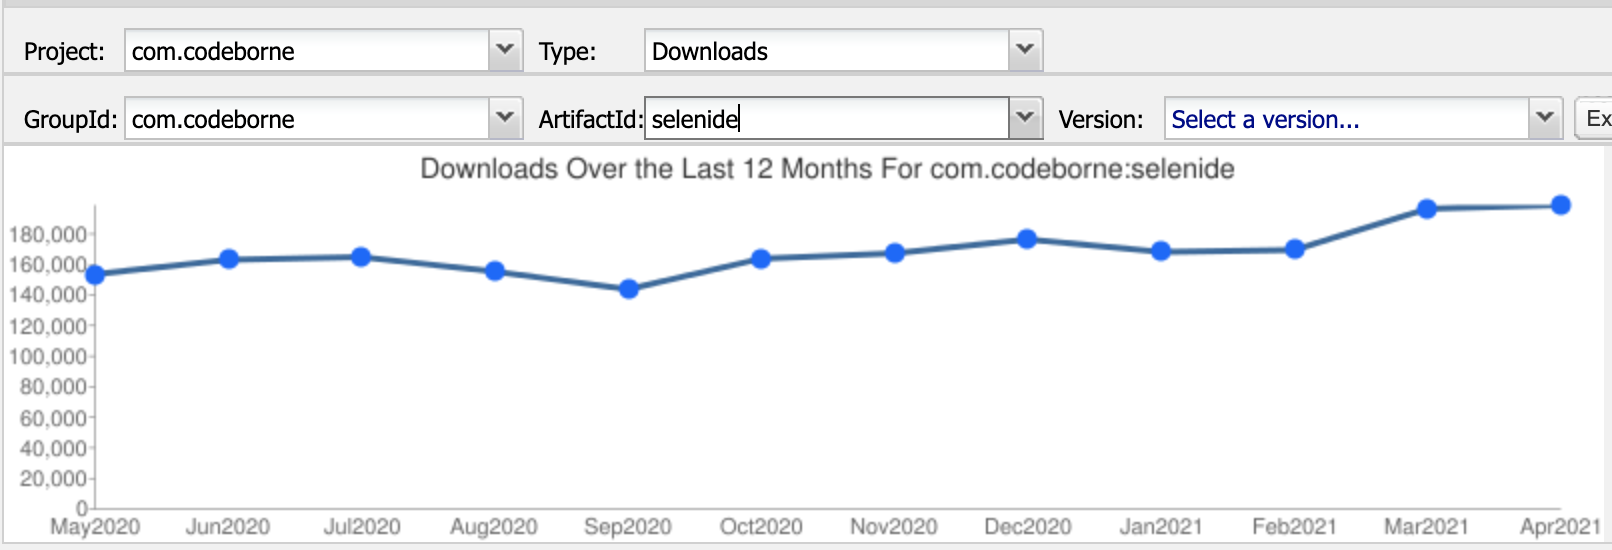 Project: com.codeborne Type: Downloads
GroupId: com.codeborne ArtifactId: selenide Version: Select a version... Ex
Downloads Over the Last 12 Months For com.codeborne:selenide
180,000
160,000
140,000
120,000
100,000
80,000
60,000
40,000
20,000
0
May2020 Jun2020 Jul2020 Aug2020 Sep2020 Oct2020 Nov2020 Dec2020 Jan2021 Feb2021 Mar2021 Apr2021